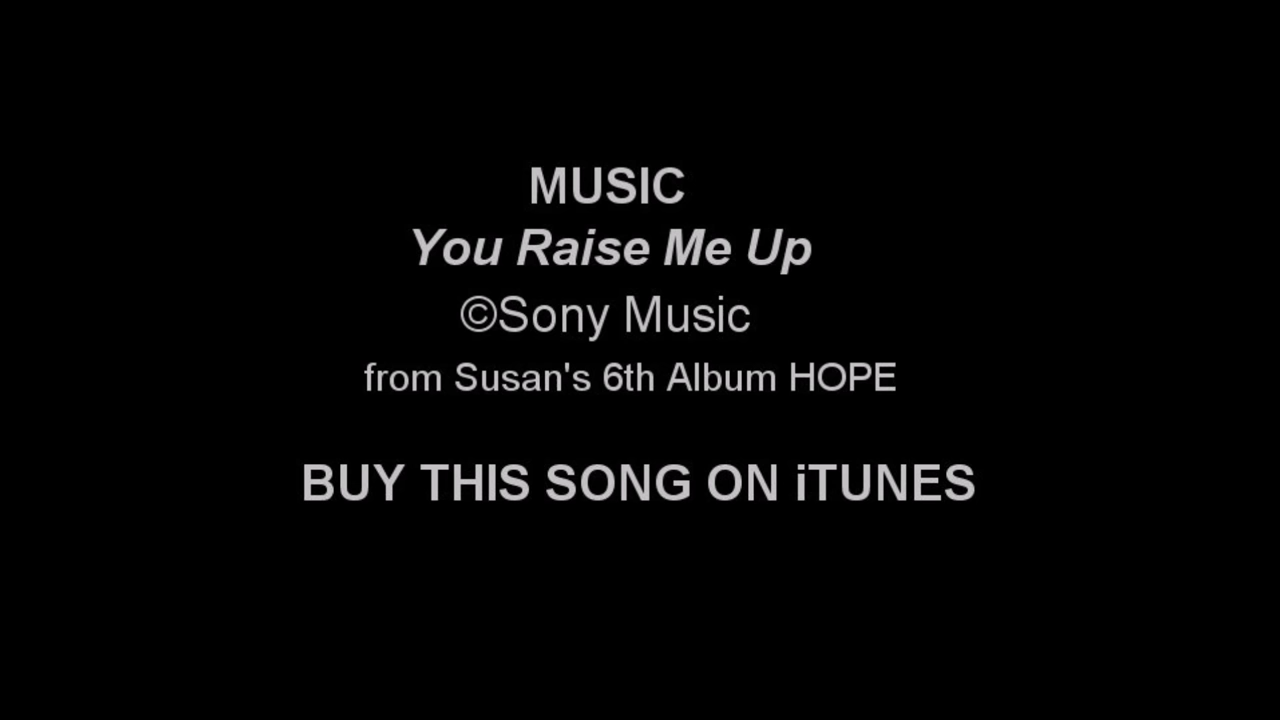 MUSIC
You Raise Me Up
©Sony Music
from Susan's 6th Album HOPE
BUY THIS SONG ON iTUNES